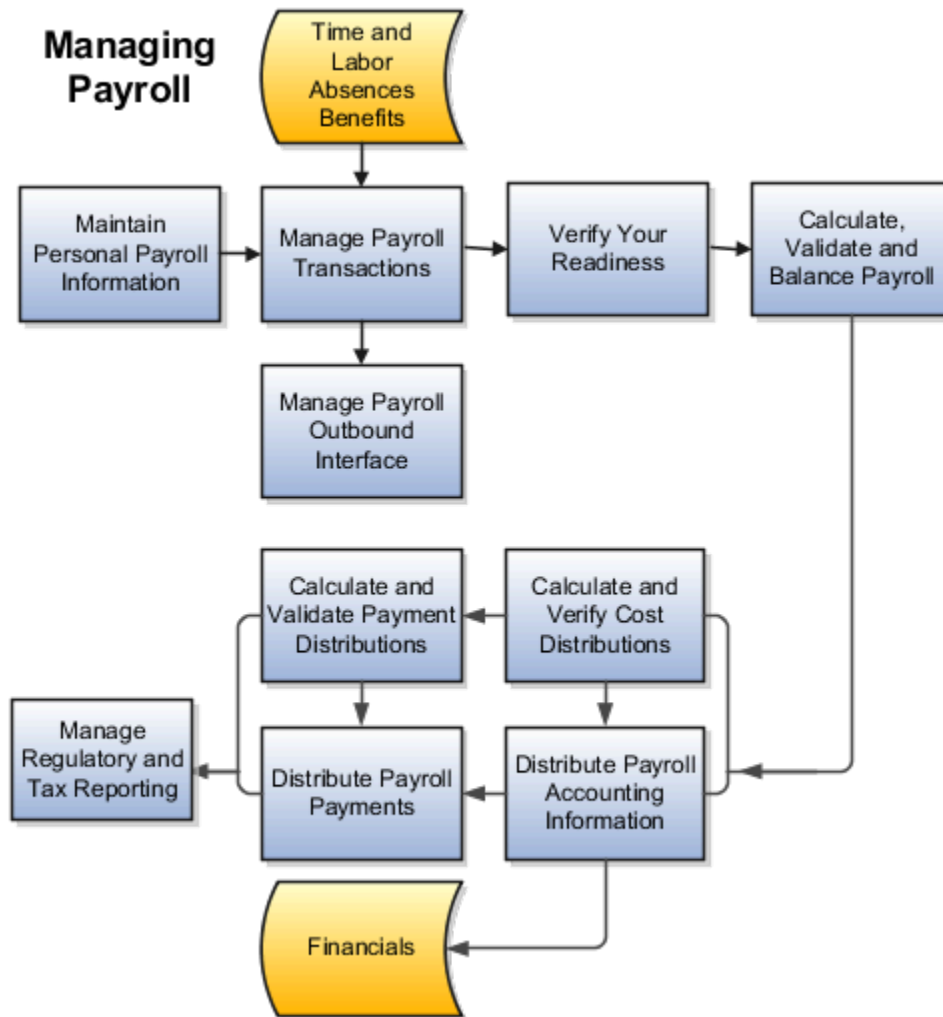 Managing
Payroll
Time and
Labor
Absences
Benefits
Maintain
Personal Payroll
Information
Manage Payroll
Transactions
Verify Your
Readiness
Calculate,
Validate and
Balance Payroll
Manage Payroll
Outbound
Interface
Calculate and
Validate Payment
Distributions
Calculate and
Verify Cost
Distributions
Manage
Regulatory and
Tax Reporting
Distribute Payroll
Payments
Distribute Payroll
Accounting
Information
Financials